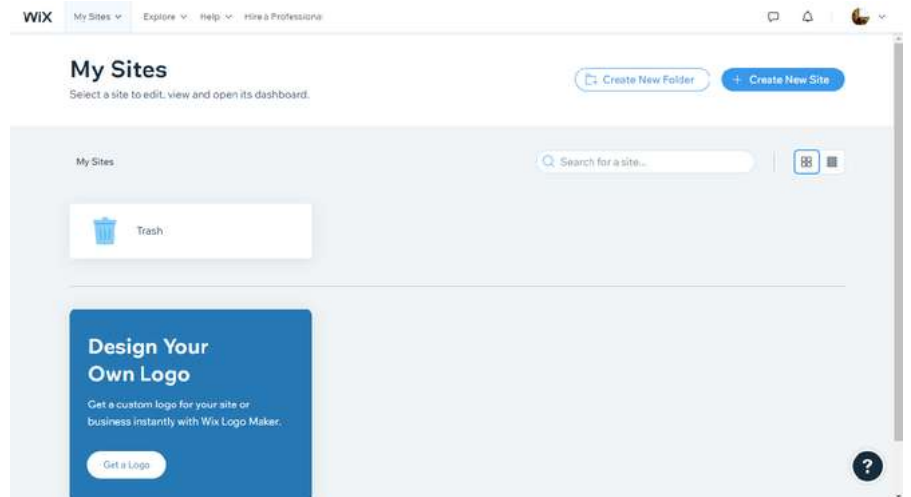 WiX My Sites Explore Help Hire a Professional
My Sites
Select a site to edit, view and open its dashboard.
Create New Folder
+ Create New Site
My Sites
Search for a site...
Trash
Design Your
Own Logo
Get a custom logo for your site or
business instantly with Wix Logo Maker.
Get a Logo
?